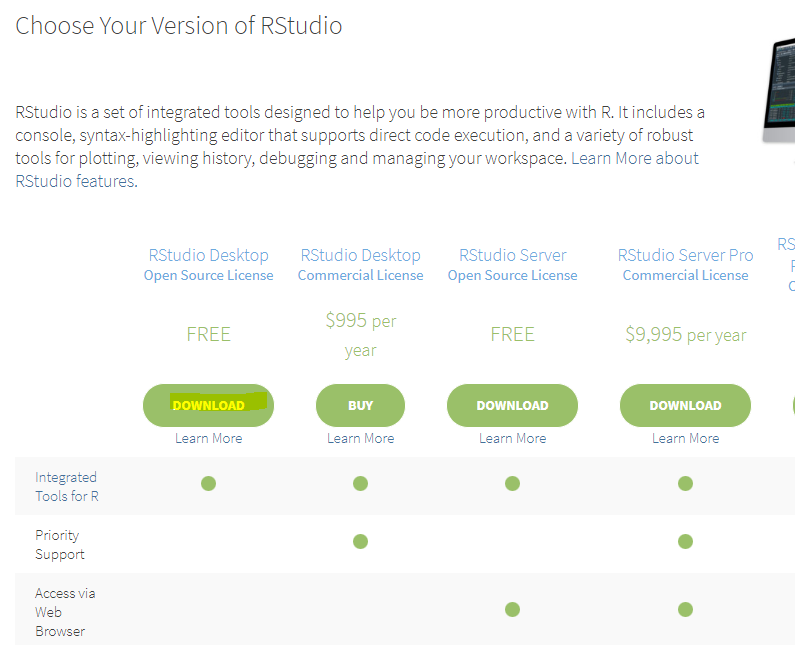 Choose Your Version of RStudio
RStudio is a set of integrated tools designed to help you be more productive with R. It includes a
console, syntax-highlighting editor that supports direct code execution, and a variety of robust
tools for plotting, viewing history, debugging and managing your workspace. Learn More about
RStudio features.
RStudio Desktop
Open Source License
FREE
DOWNLOAD
Learn More
RStudio Desktop
Commercial License
$995 per
year
BUY
Learn More
RStudio Server
Open Source License
FREE
DOWNLOAD
Learn More
RStudio Server Pro
Commercial License
$9,995 per year
DOWNLOAD
Learn More
Integrated
Tools for R
Priority
Support
Access via
Web
Browser